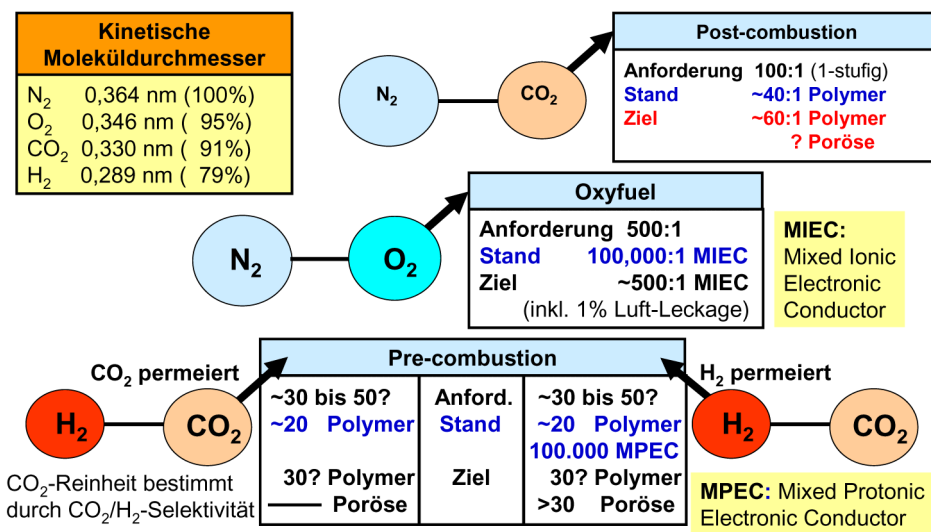 Kinetische
Moleküldurchmesser
N₂ 0,364 nm (100%)
O₂ 0,346 nm ( 95%)
CO₂ 0,330 nm ( 91%)
H₂ 0,289 nm ( 79%)
N₂
CO₂
Post-combustion
Anforderung 100:1 (1-stufig)
Stand ~40:1 Polymer
Ziel ~60:1 Polymer
? Poröse
N₂
O₂
Oxyfuel
Anforderung 500:1
Stand 100,000:1 MIEC
Ziel ~500:1 MIEC
(inkl. 1% Luft-Leckage)
MIEC:
Mixed Ionic
Electronic
Conductor
CO₂ permeiert
H₂
CO₂
CO₂-Reinheit bestimmt
durch CO₂/H₂-Selektivität
Pre-combustion
~30 bis 50? Anford. ~30 bis 50?
~20 Polymer Stand ~20 Polymer
100.000 MPEC
30? Polymer Ziel 30? Polymer
— Poröse >30 Poröse
H₂ permeiert
H₂
CO₂
MPEC: Mixed Protonic
Electronic Conductor